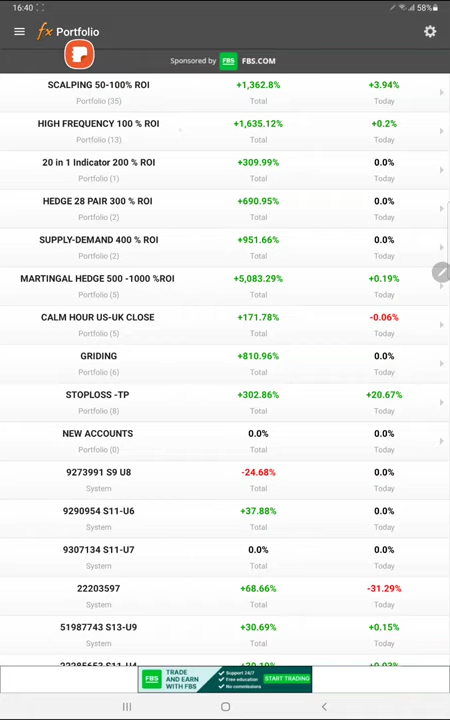 16:40
58%
fx Portfolio
Sponsored by FBS FBS.COM
SCALPING 50-100% ROI +1,362.8% +3.94%
Portfolio (35) Total Today
HIGH FREQUENCY 100 % ROI +1,635.12% +0.2%
Portfolio (13) Total Today
20 in 1 Indicator 200 % ROI +309.99% 0.0%
Portfolio (1) Total Today
HEDGE 28 PAIR 300 % ROI +690.95% 0.0%
Portfolio (2) Total Today
SUPPLY-DEMAND 400 % ROI +951.66% 0.0%
Portfolio (2) Total Today
MARTINGAL HEDGE 500 -1000 %ROI +5,083.29% +0.19%
Portfolio (5) Total Today
CALM HOUR US-UK CLOSE +171.78% -0.06%
Portfolio (5) Total Today
GRIDING +810.96% 0.0%
Portfolio (6) Total Today
STOPLOSS -TP +302.86% +20.67%
Portfolio (8) Total Today
NEW ACCOUNTS 0.0% 0.0%
Portfolio (0) Total Today
9273991 S9 U8 -24.68% 0.0%
System Total Today
9290954 S11-U6 +37.88% 0.0%
System Total Today
9307134 S11-U7 0.0% 0.0%
System Total Today
22203597 +68.66% -31.29%
System Total Today
51987743 S13-U9 +30.69% +0.15%
System Total Today
FBS TRADE AND EARN WITH FBS
Support 24/7
Free education
No commissions
START TRADING